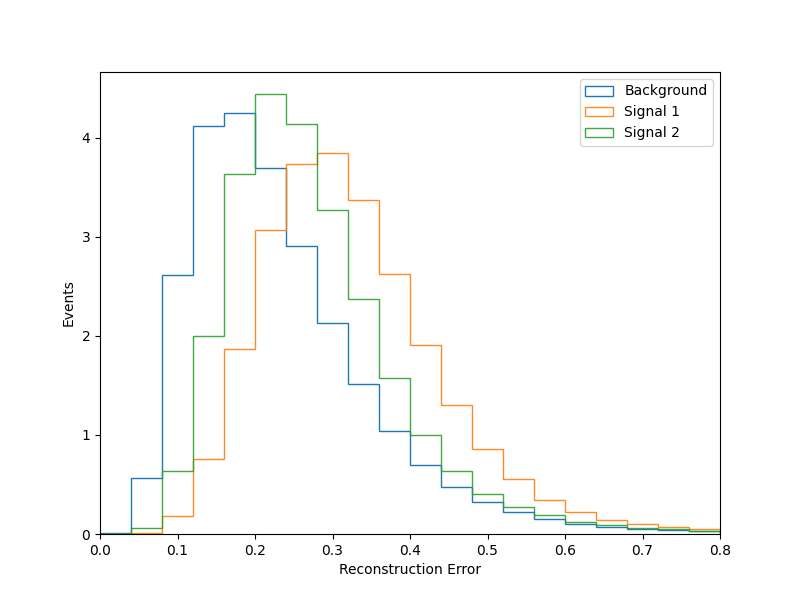 Background
Signal 1
Signal 2
Events
4
3
2
1
0
0.0 0.1 0.2 0.3 0.4 0.5 0.6 0.7 0.8
Reconstruction Error